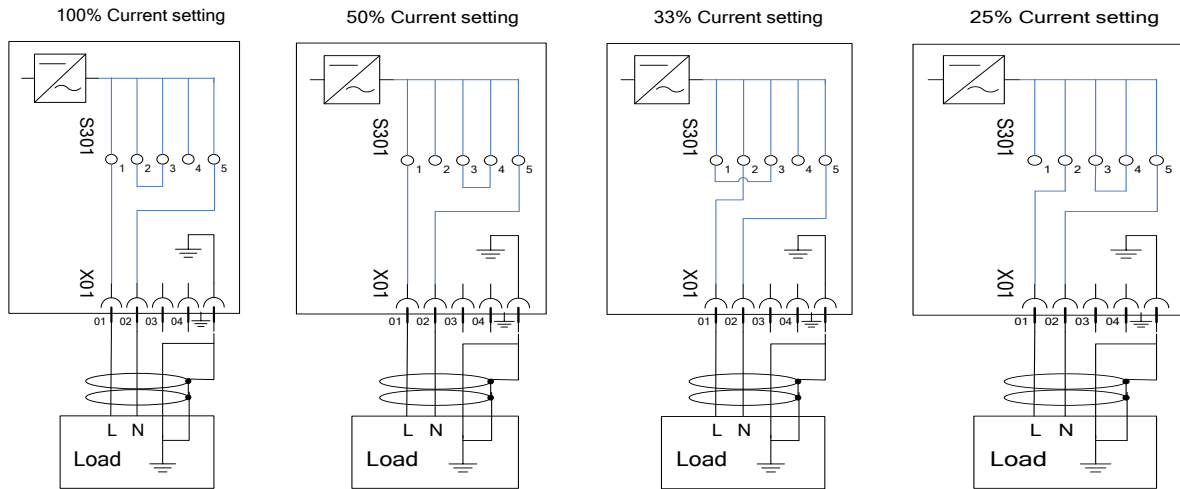 100% Current setting
50% Current setting
33% Current setting
25% Current setting
S301
1 2 3 4 5
S301
1 2 3 4 5
S301
1 2 3 4 5
S301
1 2 3 4 5
X01
01 02 03 04
X01
01 02 03 04
X01
01 02 03 04
X01
01 02 03 04
L N
Load
L N
Load
L N
Load
L N
Load